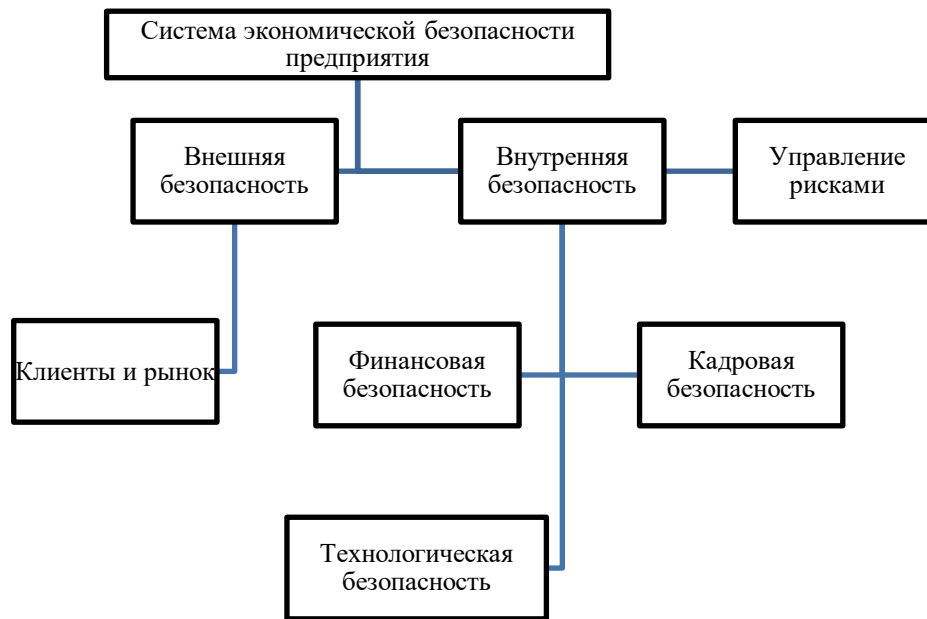 Система экономической безопасности
предприятия
Внешняя
безопасность
Внутренняя
безопасность
Управление
рисками
Клиенты и рынок
Финансовая
безопасность
Кадровая
безопасность
Технологическая
безопасность